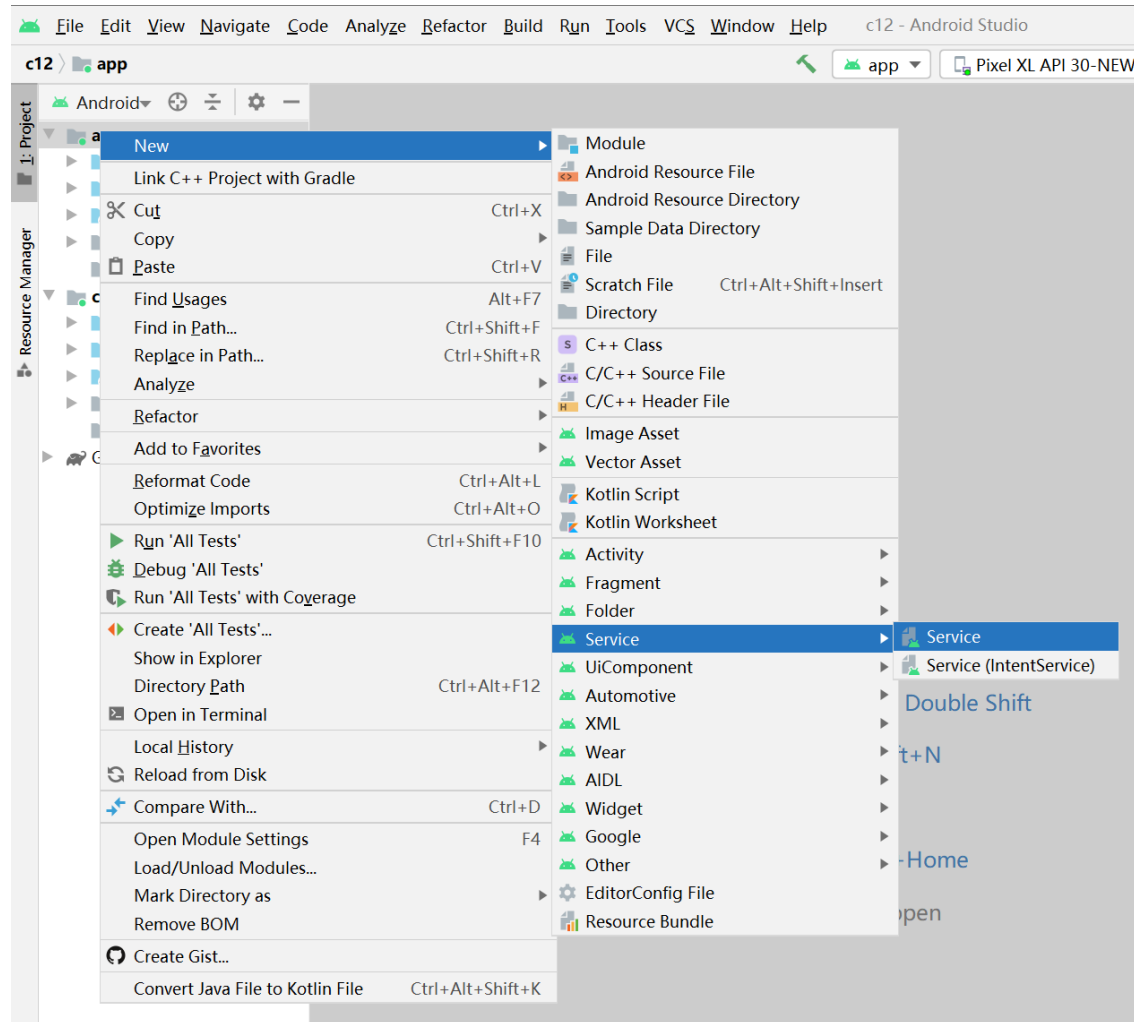 File Edit View Navigate Code Analyze Refactor Build Run Tools VCS Window Help c12 - Android Studio
c12 app
app Pixel XL API 30-NEW
Android
1: Project
Resource Manager
New
Link C++ Project with Gradle
Cut Ctrl+X
Copy
Paste Ctrl+V
Find Usages Alt+F7
Find in Path... Ctrl+Shift+F
Replace in Path... Ctrl+Shift+R
Analyze
Refactor
Add to Favorites
Reformat Code Ctrl+Alt+L
Optimize Imports Ctrl+Alt+O
Run 'All Tests' Ctrl+Shift+F10
Debug 'All Tests'
Run 'All Tests' with Coverage
Create 'All Tests'...
Show in Explorer
Directory Path Ctrl+Alt+F12
Open in Terminal
Local History
Reload from Disk
Compare With... Ctrl+D
Open Module Settings F4
Load/Unload Modules...
Mark Directory as
Remove BOM
Create Gist...
Convert Java File to Kotlin File Ctrl+Alt+Shift+K
Module
Android Resource File
Android Resource Directory
Sample Data Directory
File
Scratch File Ctrl+Alt+Shift+Insert
Directory
C++ Class
C/C++ Source File
C/C++ Header File
Image Asset
Vector Asset
Kotlin Script
Kotlin Worksheet
Activity
Fragment
Folder
Service
UiComponent
Automotive
XML
Wear
AIDL
Widget
Google
Other
EditorConfig File
Resource Bundle
Service
Service (IntentService)
Double Shift
+N
Home